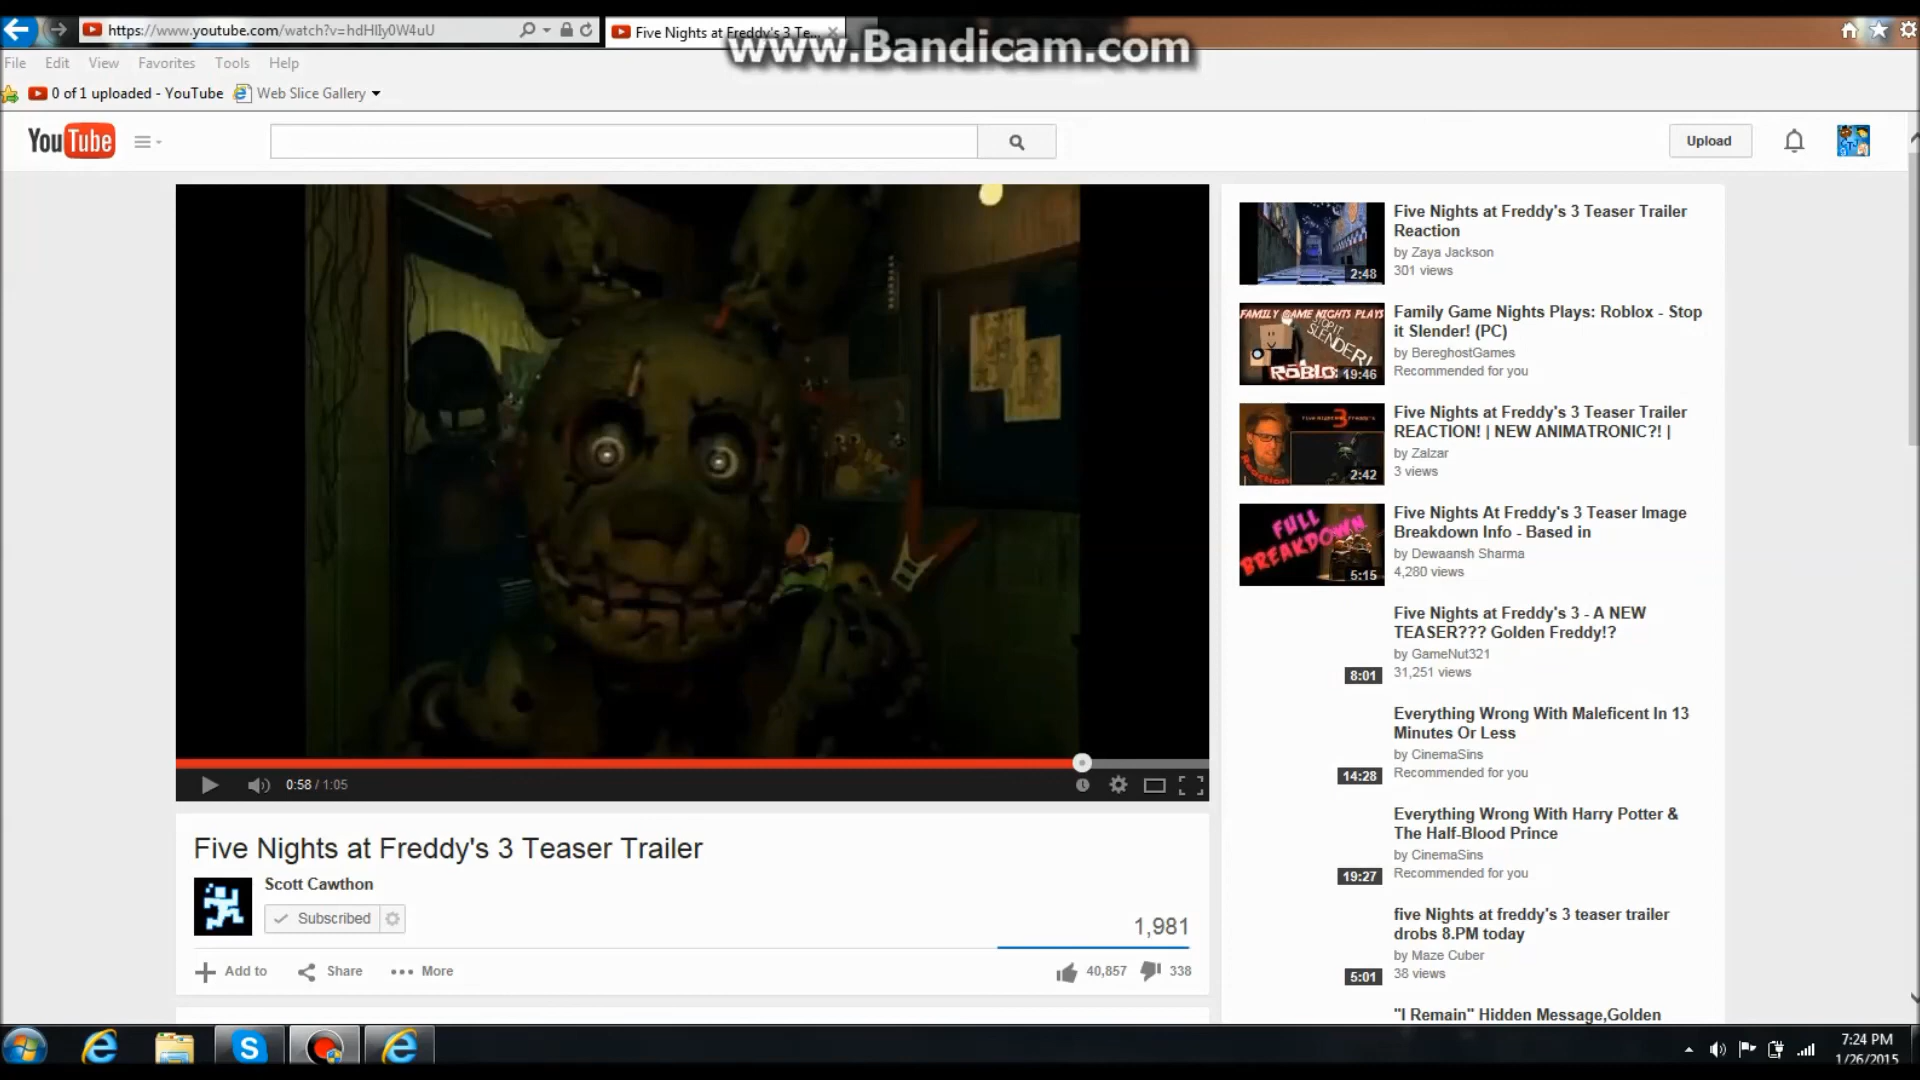 https://www.youtube.com/watch?v=hdHlIy0W4uU
Five Nights at Freddy's 3 Te...
www.Bandicam.com
File Edit View Favorites Tools Help
0 of 1 uploaded - YouTube Web Slice Gallery
YouTube
Upload
Five Nights at Freddy's 3 Teaser Trailer
Reaction
by Zaya Jackson
301 views
2:48
FAMILY GAME NIGHTS PLAYS
STOP IT
SLENDER!
ROBLOX
19:46
Family Game Nights Plays: Roblox - Stop
it Slender! (PC)
by BereghostGames
Recommended for you
3
Reaction
2:42
Five Nights at Freddy's 3 Teaser Trailer
REACTION! | NEW ANIMATRONIC?! |
by Zalzar
3 views
FULL
BREAKDOWN
5:15
Five Nights At Freddy's 3 Teaser Image
Breakdown Info - Based in
by Dewaansh Sharma
4,280 views
Five Nights at Freddy's 3 - A NEW
TEASER??? Golden Freddy!?
by GameNut321
31,251 views
8:01
Everything Wrong With Maleficent In 13
Minutes Or Less
by CinemaSins
Recommended for you
14:28
Everything Wrong With Harry Potter &
The Half-Blood Prince
by CinemaSins
Recommended for you
19:27
five Nights at freddy's 3 teaser trailer
drobs 8.PM today
by Maze Cuber
38 views
5:01
"I Remain" Hidden Message,Golden
0:58 / 1:05
Five Nights at Freddy's 3 Teaser Trailer
Scott Cawthon
Subscribed
1,981
Add to Share More
40,857 338
7:24 PM
1/26/2015